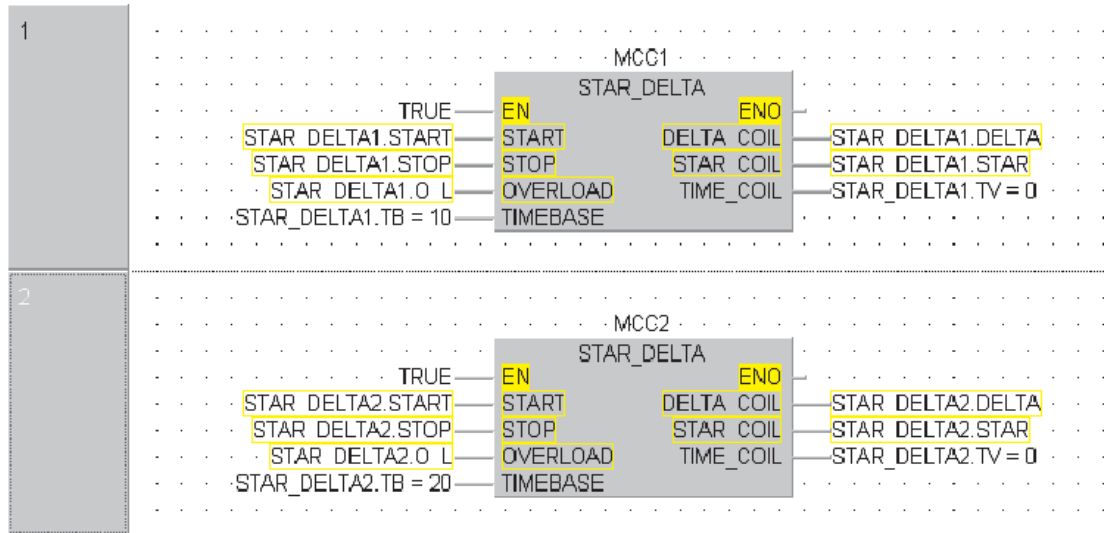 1
MCC1
STAR_DELTA
TRUE EN ENO
STAR_DELTA1.START START DELTA_COIL STAR_DELTA1.DELTA
STAR_DELTA1.STOP STOP STAR_COIL STAR_DELTA1.STAR
STAR_DELTA1.O_L OVERLOAD TIME_COIL STAR_DELTA1.TV = 0
STAR_DELTA1.TB = 10 TIMEBASE
2
MCC2
STAR_DELTA
TRUE EN ENO
STAR_DELTA2.START START DELTA_COIL STAR_DELTA2.DELTA
STAR_DELTA2.STOP STOP STAR_COIL STAR_DELTA2.STAR
STAR_DELTA2.O_L OVERLOAD TIME_COIL STAR_DELTA2.TV = 0
STAR_DELTA2.TB = 20 TIMEBASE